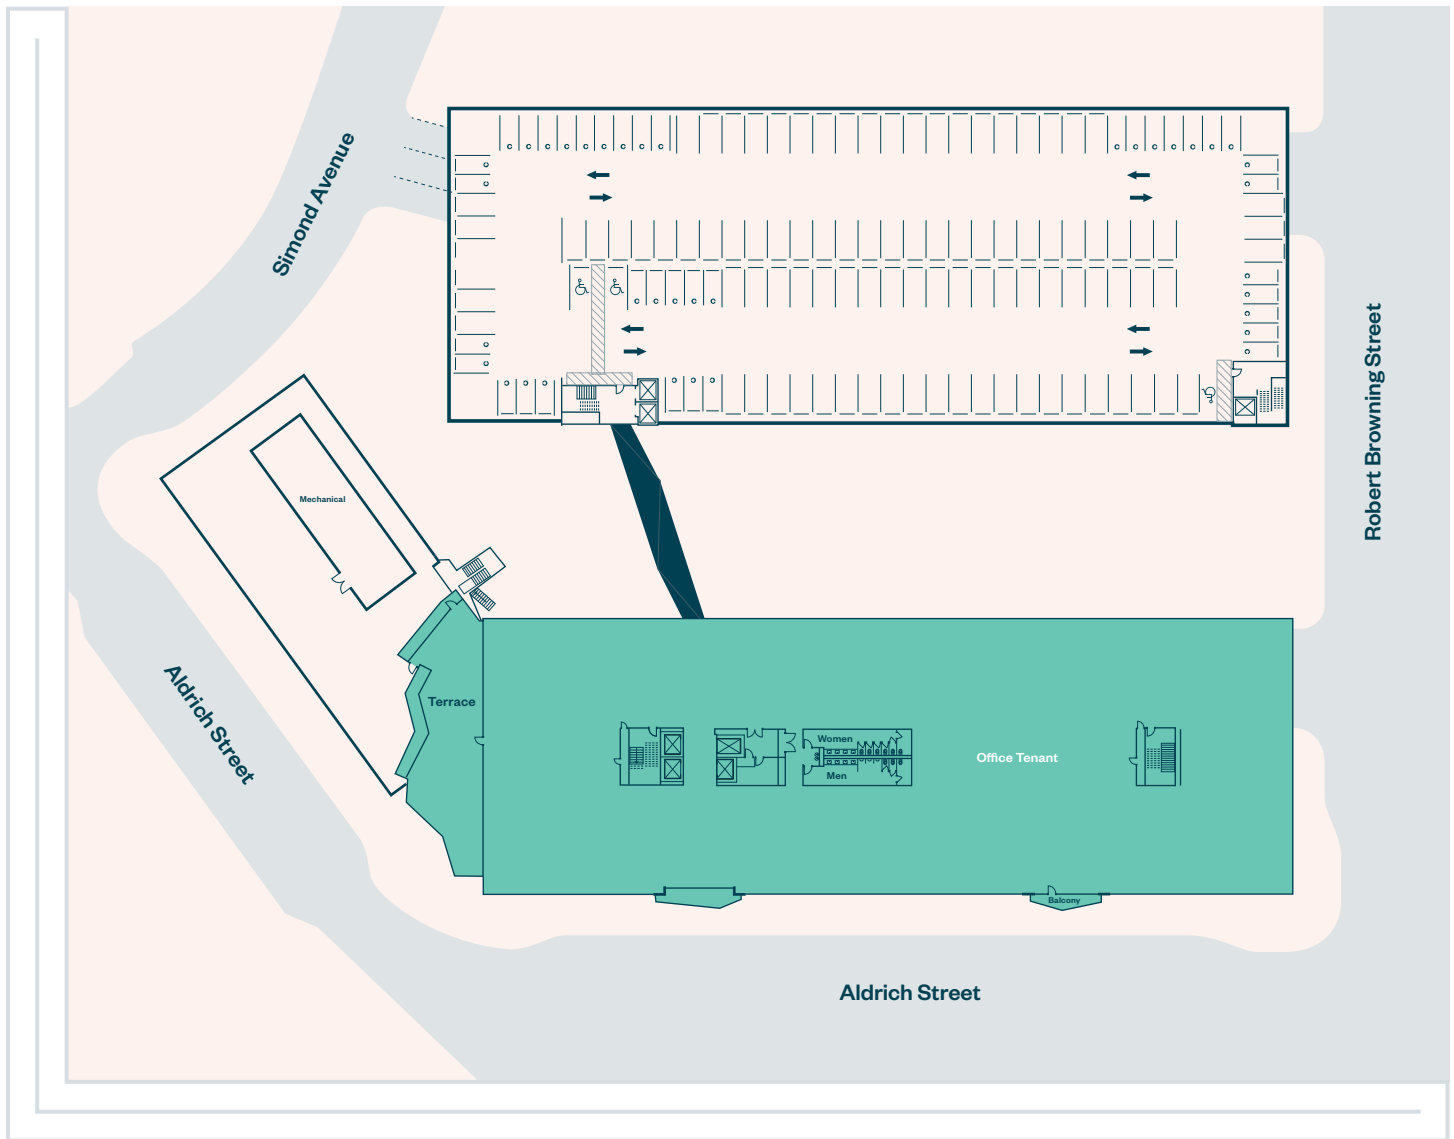 Simond Avenue
Robert Browning Street
Mechanical
Terrace
Aldrich Street
Women
Men
Office Tenant
Balcony
Aldrich Street